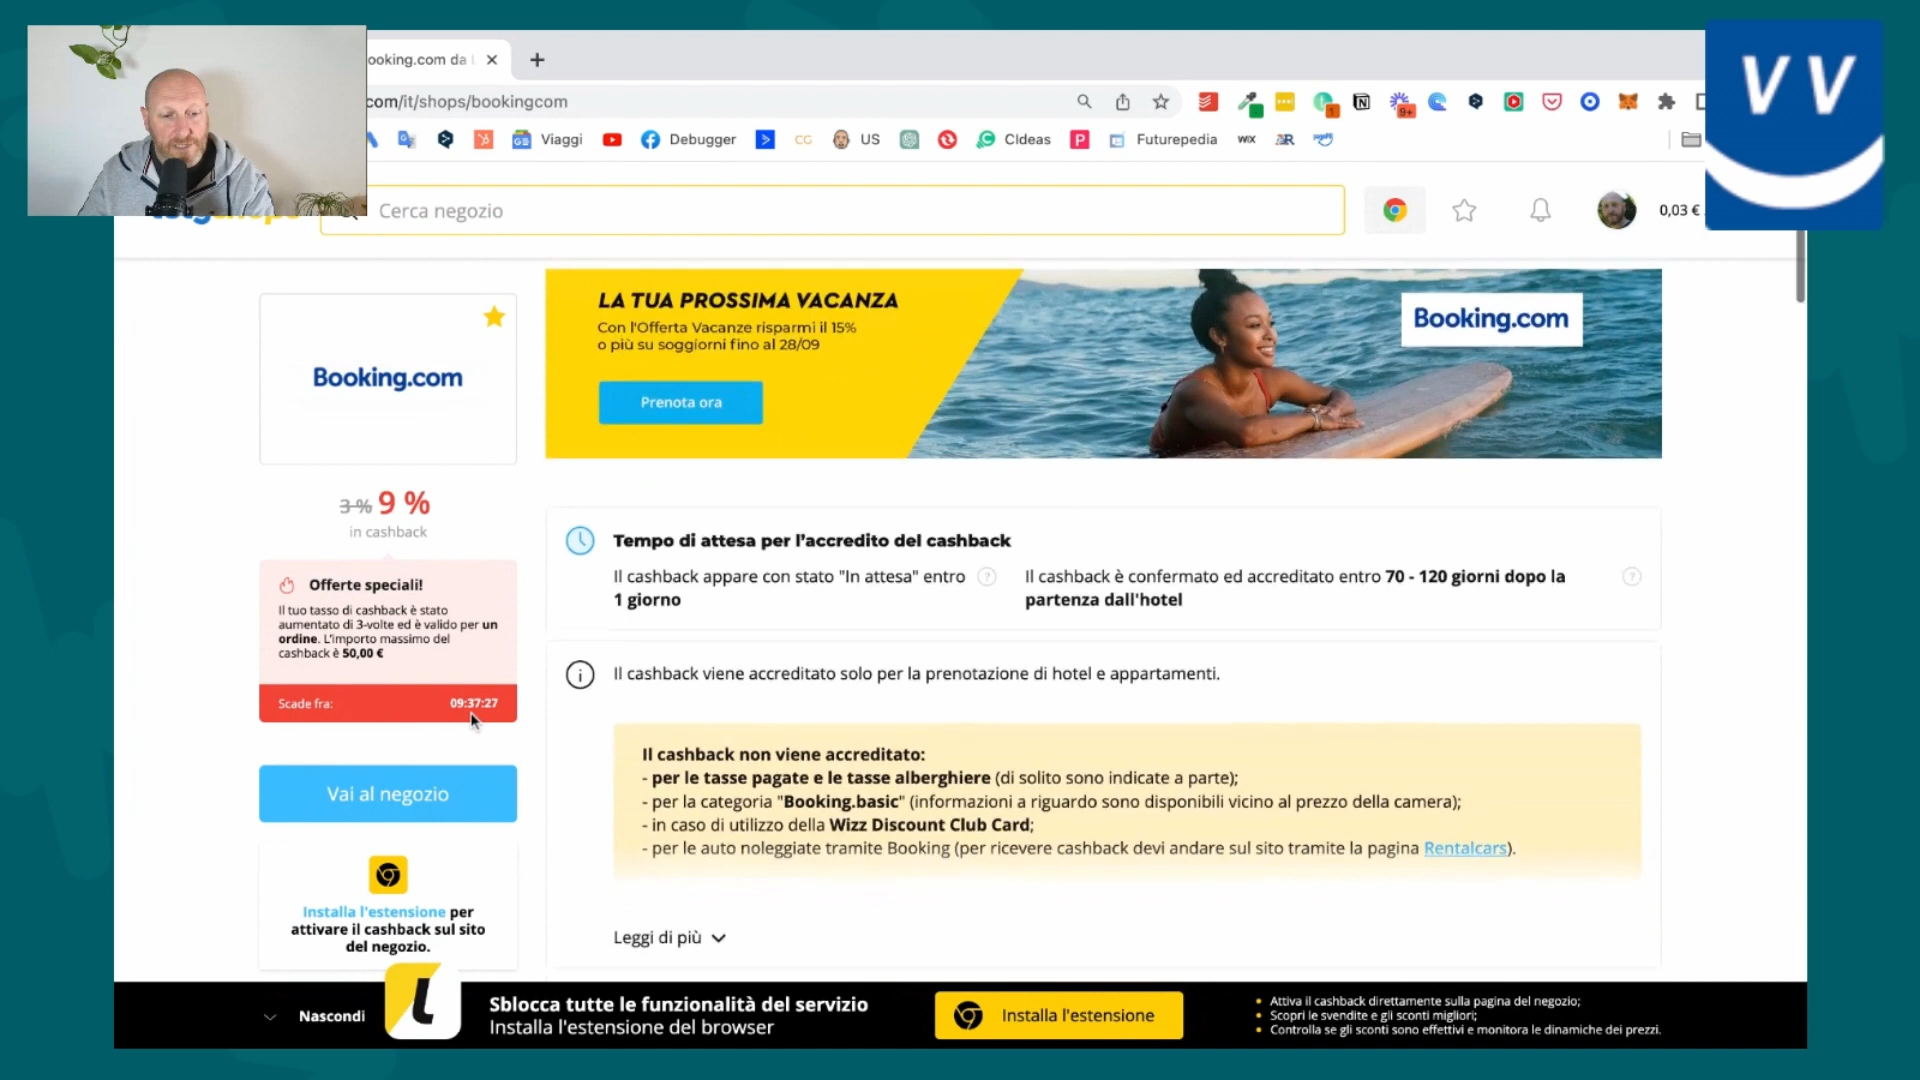 ooking.com da
com/it/shops/bookingcom
Viaggi
Debugger
CG
US
CIdeas
Futurepedia
WIX
9+
1
V V
Cerca negozio
0,03 €
Booking.com
LA TUA PROSSIMA VACANZA
Con l'Offerta Vacanze risparmi il 15%
o più su soggiorni fino al 28/09
Prenota ora
Booking.com
3 % 9 %
in cashback
Offerte speciali!
Il tuo tasso di cashback è stato
aumentato di 3-volte ed è valido per un
ordine. L'importo massimo del
cashback è 50,00 €
Scade fra: 09:37:27
Vai al negozio
Installa l'estensione per
attivare il cashback sul sito
del negozio.
Tempo di attesa per l'accredito del cashback
Il cashback appare con stato "In attesa" entro
1 giorno
Il cashback è confermato ed accreditato entro 70 - 120 giorni dopo la
partenza dall'hotel
Il cashback viene accreditato solo per la prenotazione di hotel e appartamenti.
Il cashback non viene accreditato:
- per le tasse pagate e le tasse alberghiere (di solito sono indicate a parte);
- per la categoria "Booking.basic" (informazioni a riguardo sono disponibili vicino al prezzo della camera);
- in caso di utilizzo della Wizz Discount Club Card;
- per le auto noleggiate tramite Booking (per ricevere cashback devi andare sul sito tramite la pagina Rentalcars).
Leggi di più
Nascondi
Sblocca tutte le funzionalità del servizio
Installa l'estensione del browser
Installa l'estensione
Attiva il cashback direttamente sulla pagina del negozio;
Scopri le svendite e gli sconti migliori;
Controlla se gli sconti sono effettivi e monitora le dinamiche dei prezzi.